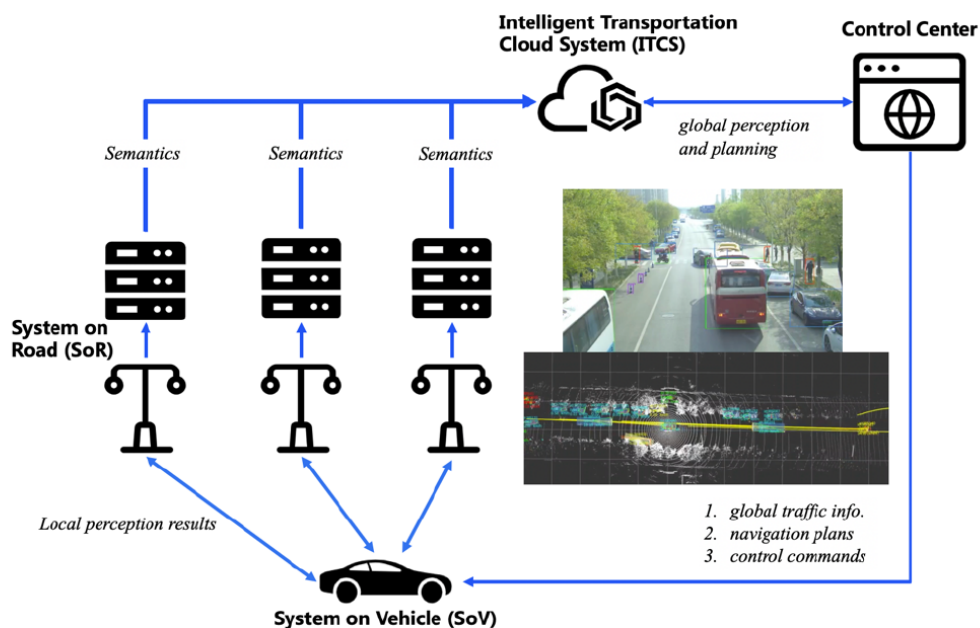 Intelligent Transportation
Cloud System (ITCS)
Control Center
global perception
and planning
Semantics
Semantics
Semantics
System on
Road (SoR)
Local perception results
1. global traffic info.
2. navigation plans
3. control commands
System on Vehicle (SoV)